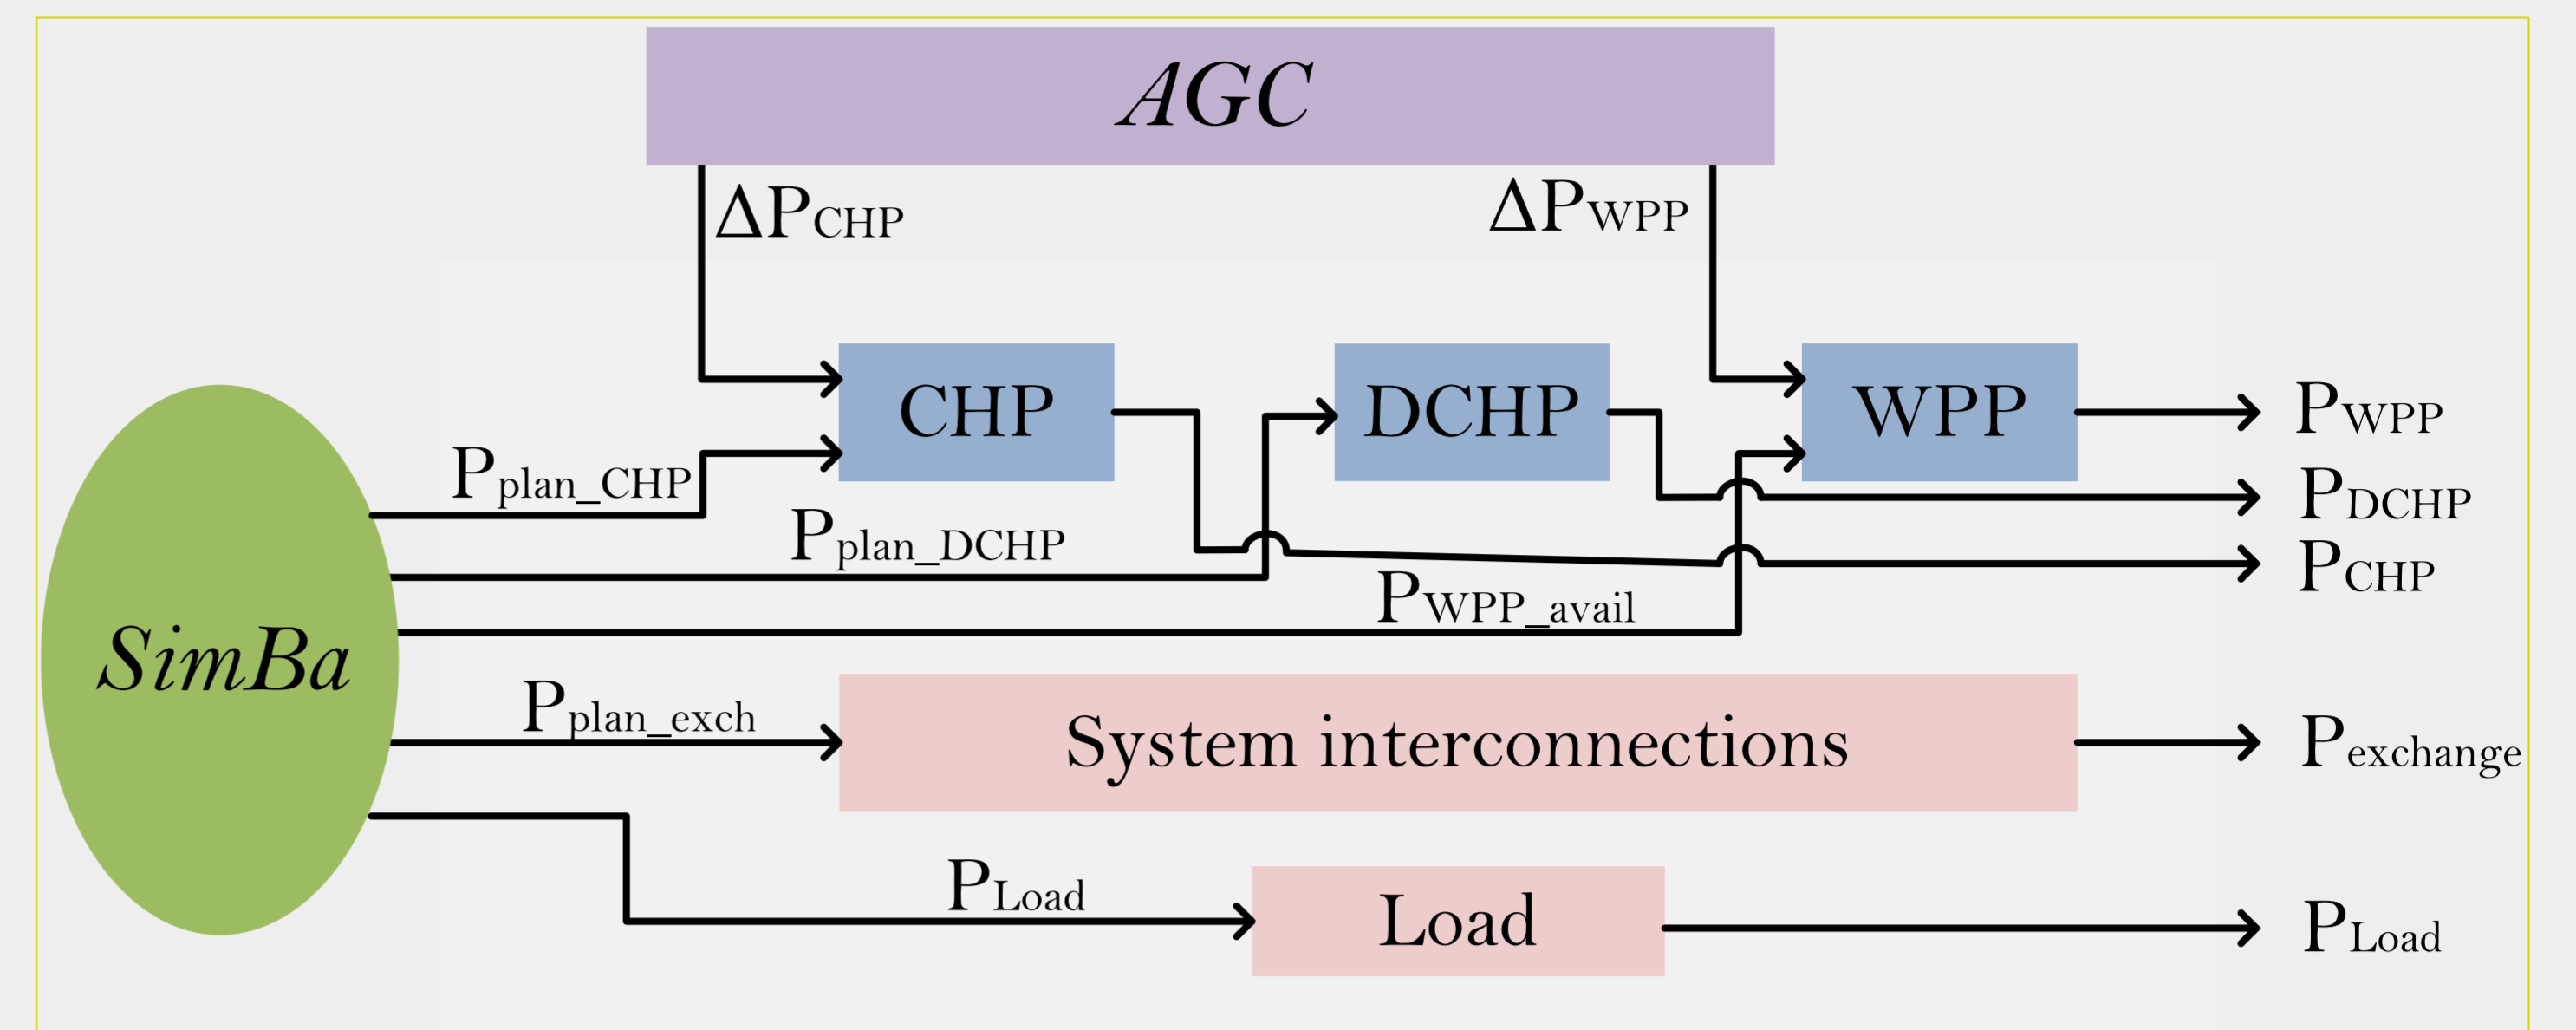 AGC
ΔPCHP
ΔPWPP
CHP
DCHP
WPP
PWPP
Pplan_CHP
PDCHP
Pplan_DCHP
PCHP
PWPP_avail
SimBa
Pplan_exch
System interconnections
Pexchange
PLoad
Load
PLoad